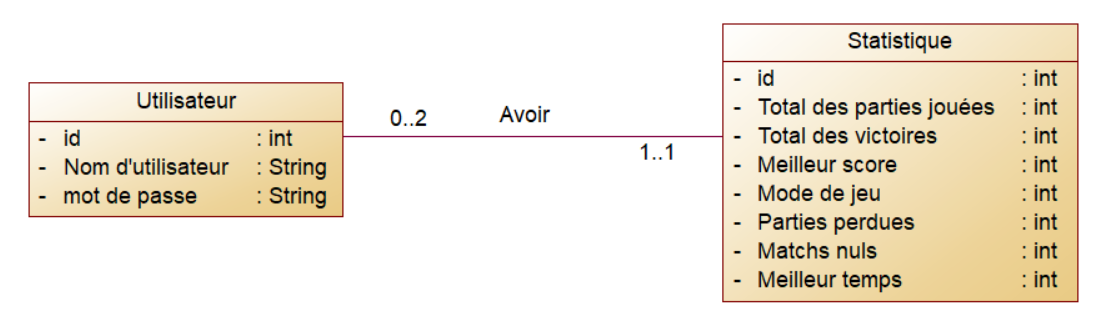 Utilisateur
- id : int
- Nom d'utilisateur : String
- mot de passe : String
0..2
Avoir
1..1
Statistique
- id : int
- Total des parties jouées : int
- Total des victoires : int
- Meilleur score : int
- Mode de jeu : int
- Parties perdues : int
- Matchs nuls : int
- Meilleur temps : int